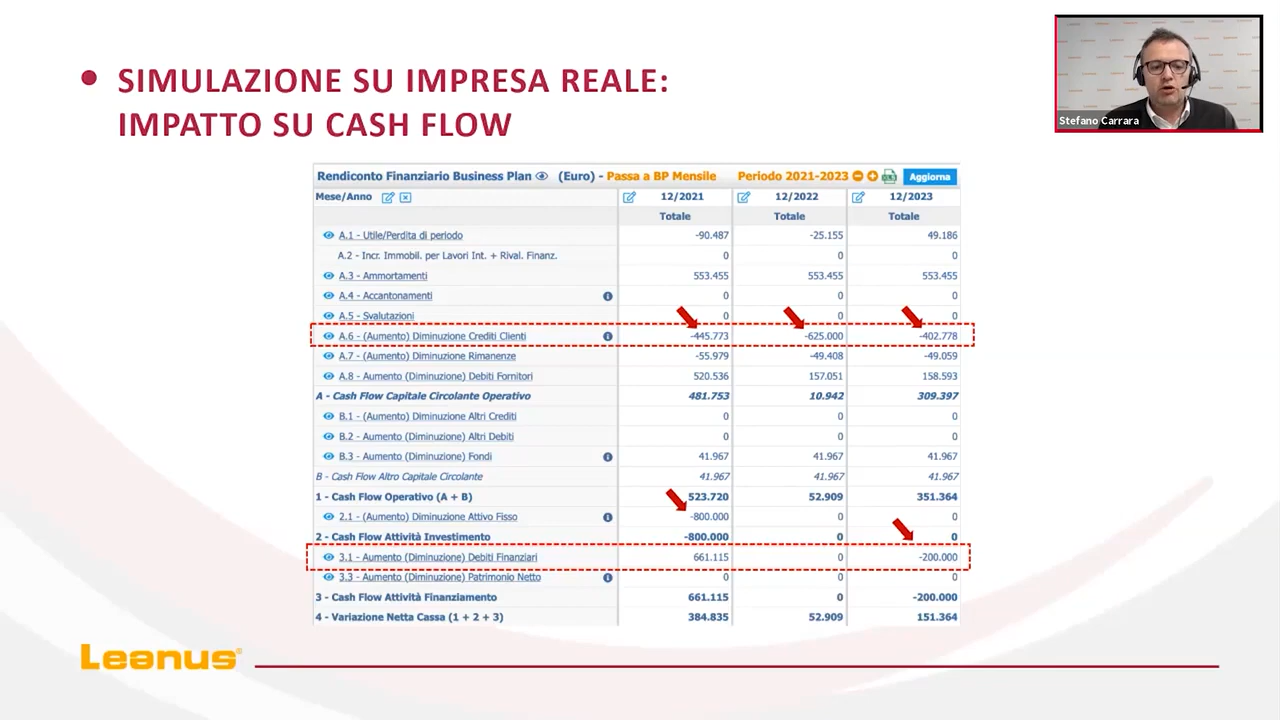 SIMULAZIONE SU IMPRESA REALE:
IMPATTO SU CASH FLOW
Stefano Carrara
Rendiconto Finanziario Business Plan (Euro) - Passa a BP Mensile Periodo 2021-2023 XLS Aggiorna
Mese/Anno 12/2021 12/2022 12/2023
Totale Totale Totale
A.1 - Utile/Perdita di periodo -90.487 -25.155 49.186
A.2 - Incr. Immobil. per Lavori Int. + Rival. Finanz. 0 0 0
A.3 - Ammortamenti 553.455 553.455 553.455
A.4 - Accantonamenti 0 0 0
A.5 - Svalutazioni 0 0 0
A.6 - (Aumento) Diminuzione Crediti Clienti -445.773 -625.000 -402.778
A.7 - (Aumento) Diminuzione Rimanenze -55.979 -49.408 -49.059
A.8 - Aumento (Diminuzione) Debiti Fornitori 520.536 157.051 158.593
A - Cash Flow Capitale Circolante Operativo 481.753 10.942 309.397
B.1 - (Aumento) Diminuzione Altri Crediti 0 0 0
B.2 - Aumento (Diminuzione) Altri Debiti 0 0 0
B.3 - Aumento (Diminuzione) Fondi 41.967 41.967 41.967
B - Cash Flow Altro Capitale Circolante 41.967 41.967 41.967
1 - Cash Flow Operativo (A + B) 523.720 52.909 351.364
2.1 - (Aumento) Diminuzione Attivo Fisso -800.000 0 0
2 - Cash Flow Attività Investimento -800.000 0 0
3.1 - Aumento (Diminuzione) Debiti Finanziari 661.115 0 -200.000
3.3 - Aumento (Diminuzione) Patrimonio Netto 0 0 0
3 - Cash Flow Attività Finanziamento 661.115 0 -200.000
4 - Variazione Netta Cassa (1 + 2 + 3) 384.835 52.909 151.364
Leanus®